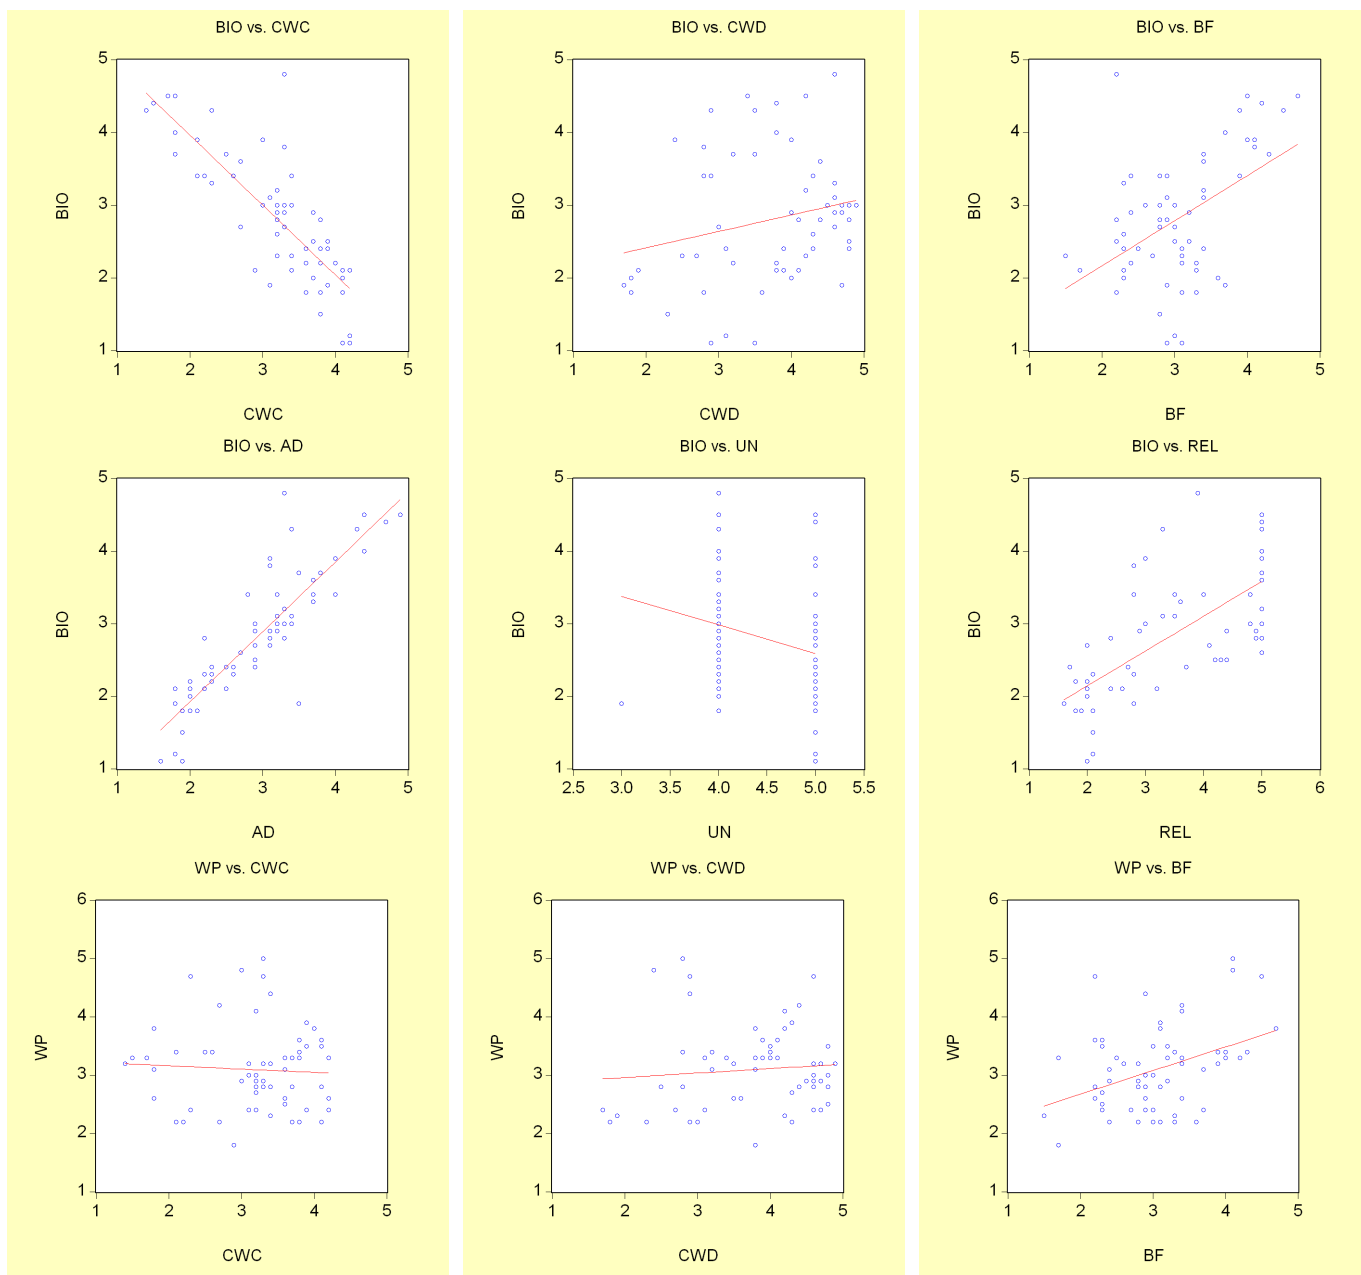 BIO vs. CWC
5
4
3
2
1
BIO
1 2 3 4 5
CWC
BIO vs. CWD
5
4
3
2
1
BIO
1 2 3 4 5
CWD
BIO vs. BF
5
4
3
2
1
BIO
1 2 3 4 5
BF
BIO vs. AD
5
4
3
2
1
BIO
1 2 3 4 5
AD
BIO vs. UN
5
4
3
2
1
BIO
2.5 3.0 3.5 4.0 4.5 5.0 5.5
UN
BIO vs. REL
5
4
3
2
1
BIO
1 2 3 4 5 6
REL
WP vs. CWC
6
5
4
3
2
1
WP
1 2 3 4 5
CWC
WP vs. CWD
6
5
4
3
2
1
WP
1 2 3 4 5
CWD
WP vs. BF
6
5
4
3
2
1
WP
1 2 3 4 5
BF